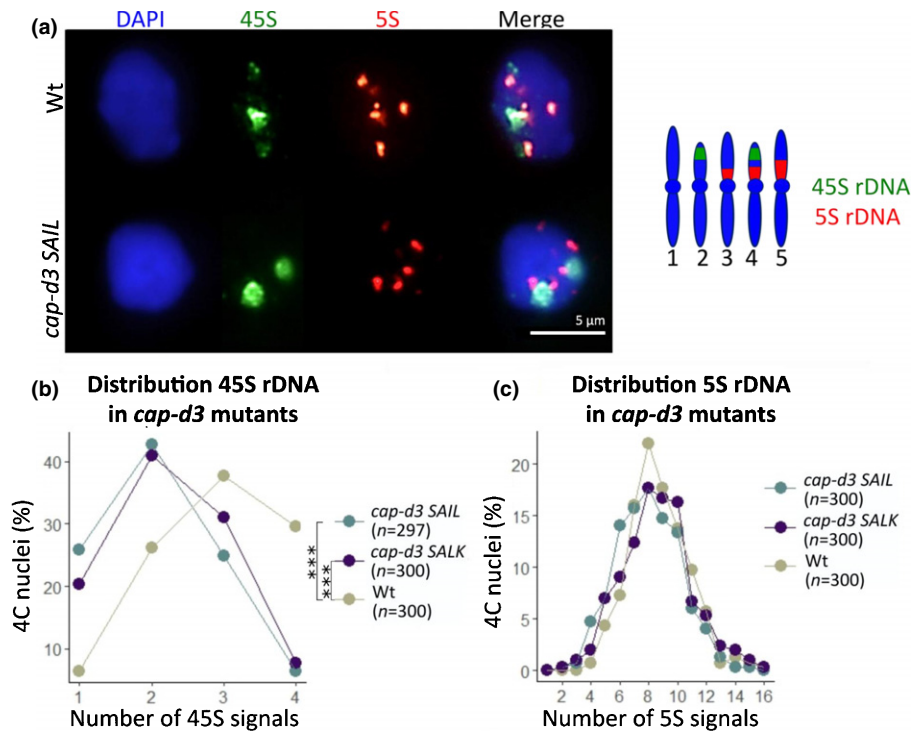 (a)
DAPI 45S 5S Merge
Wt
cap-d3 SAIL
5 µm
45S rDNA
5S rDNA
1 2 3 4 5
(b)
Distribution 45S rDNA
in cap-d3 mutants
4C nuclei (%)
40
30
20
10
1 2 3 4
Number of 45S signals
cap-d3 SAIL
(n=297)
cap-d3 SALK
(n=300)
Wt
(n=300)
***
***
(c)
Distribution 5S rDNA
in cap-d3 mutants
4C nuclei (%)
20
15
10
5
0
2 4 6 8 10 12 14 16
Number of 5S signals
cap-d3 SAIL
(n=300)
cap-d3 SALK
(n=300)
Wt
(n=300)